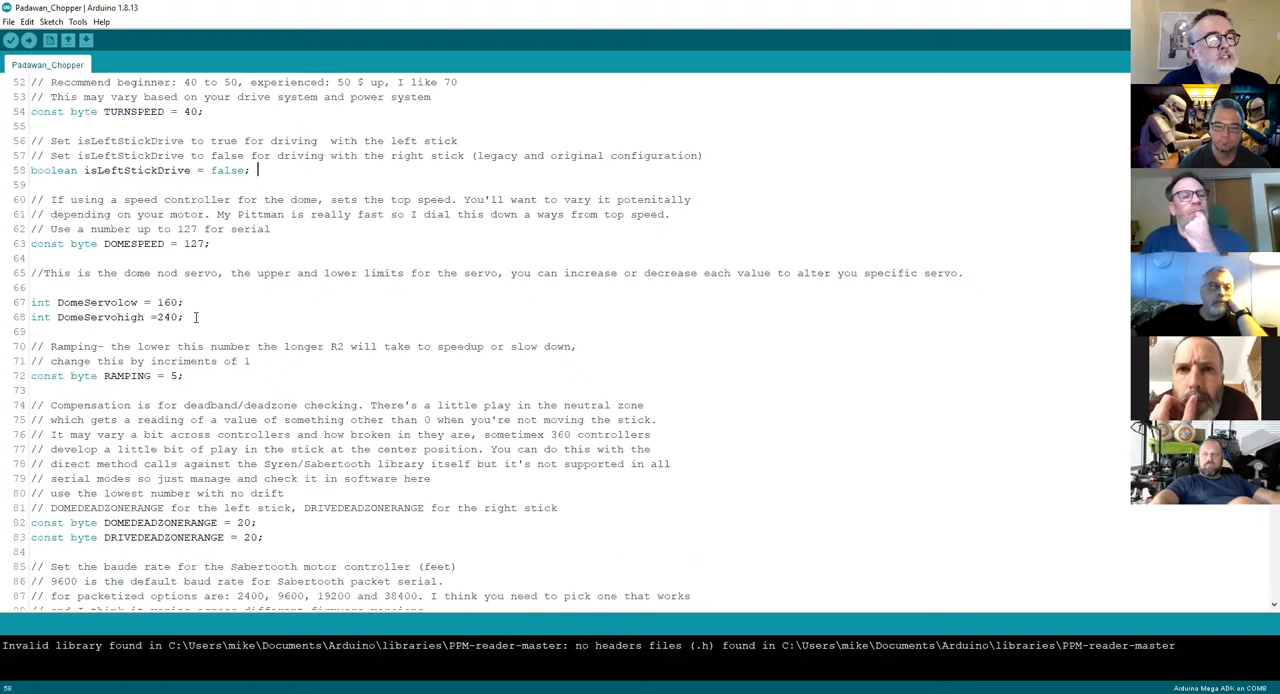 Padawan_Chopper | Arduino 1.8.13
File Edit Sketch Tools Help
Padawan_Chopper
52 // Recommend beginner: 40 to 50, experienced: 50 $ up, I like 70
53 // This may vary based on your drive system and power system
54 const byte TURNSPEED = 40;
55
56 // Set isLeftStickDrive to true for driving  with the left stick
57 // Set isLeftStickDrive to false for driving with the right stick (legacy and original configuration)
58 boolean isLeftStickDrive = false;
59
60 // If using a speed controller for the dome, sets the top speed. You'll want to vary it potenitally
61 // depending on your motor. My Pittman is really fast so I dial this down a ways from top speed.
62 // Use a number up to 127 for serial
63 const byte DOMESPEED = 127;
64
65 //This is the dome nod servo, the upper and lower limits for the servo, you can increase or decrease each value to alter you specific servo.
66
67 int DomeServolow = 160;
68 int DomeServohigh =240;
69
70 // Ramping- the lower this number the longer R2 will take to speedup or slow down,
71 // change this by incriments of 1
72 const byte RAMPING = 5;
73
74 // Compensation is for deadband/deadzone checking. There's a little play in the neutral zone
75 // which gets a reading of a value of something other than 0 when you're not moving the stick.
76 // It may vary a bit across controllers and how broken in they are, sometimex 360 controllers
77 // develop a little bit of play in the stick at the center position. You can do this with the
78 // direct method calls against the Syren/Sabertooth library itself but it's not supported in all
79 // serial modes so just manage and check it in software here
80 // use the lowest number with no drift
81 // DOMEDEADZONERANGE for the left stick, DRIVEDEADZONERANGE for the right stick
82 const byte DOMEDEADZONERANGE = 20;
83 const byte DRIVEDEADZONERANGE = 20;
84
85 // Set the baude rate for the Sabertooth motor controller (feet)
86 // 9600 is the default baud rate for Sabertooth packet serial.
87 // for packetized options are: 2400, 9600, 19200 and 38400. I think you need to pick one that works
Invalid library found in C:\Users\mike\Documents\Arduino\libraries\PPM-reader-master: no headers files (.h) found in C:\Users\mike\Documents\Arduino\libraries\PPM-reader-master
58
Arduino Mega ADK on COM8